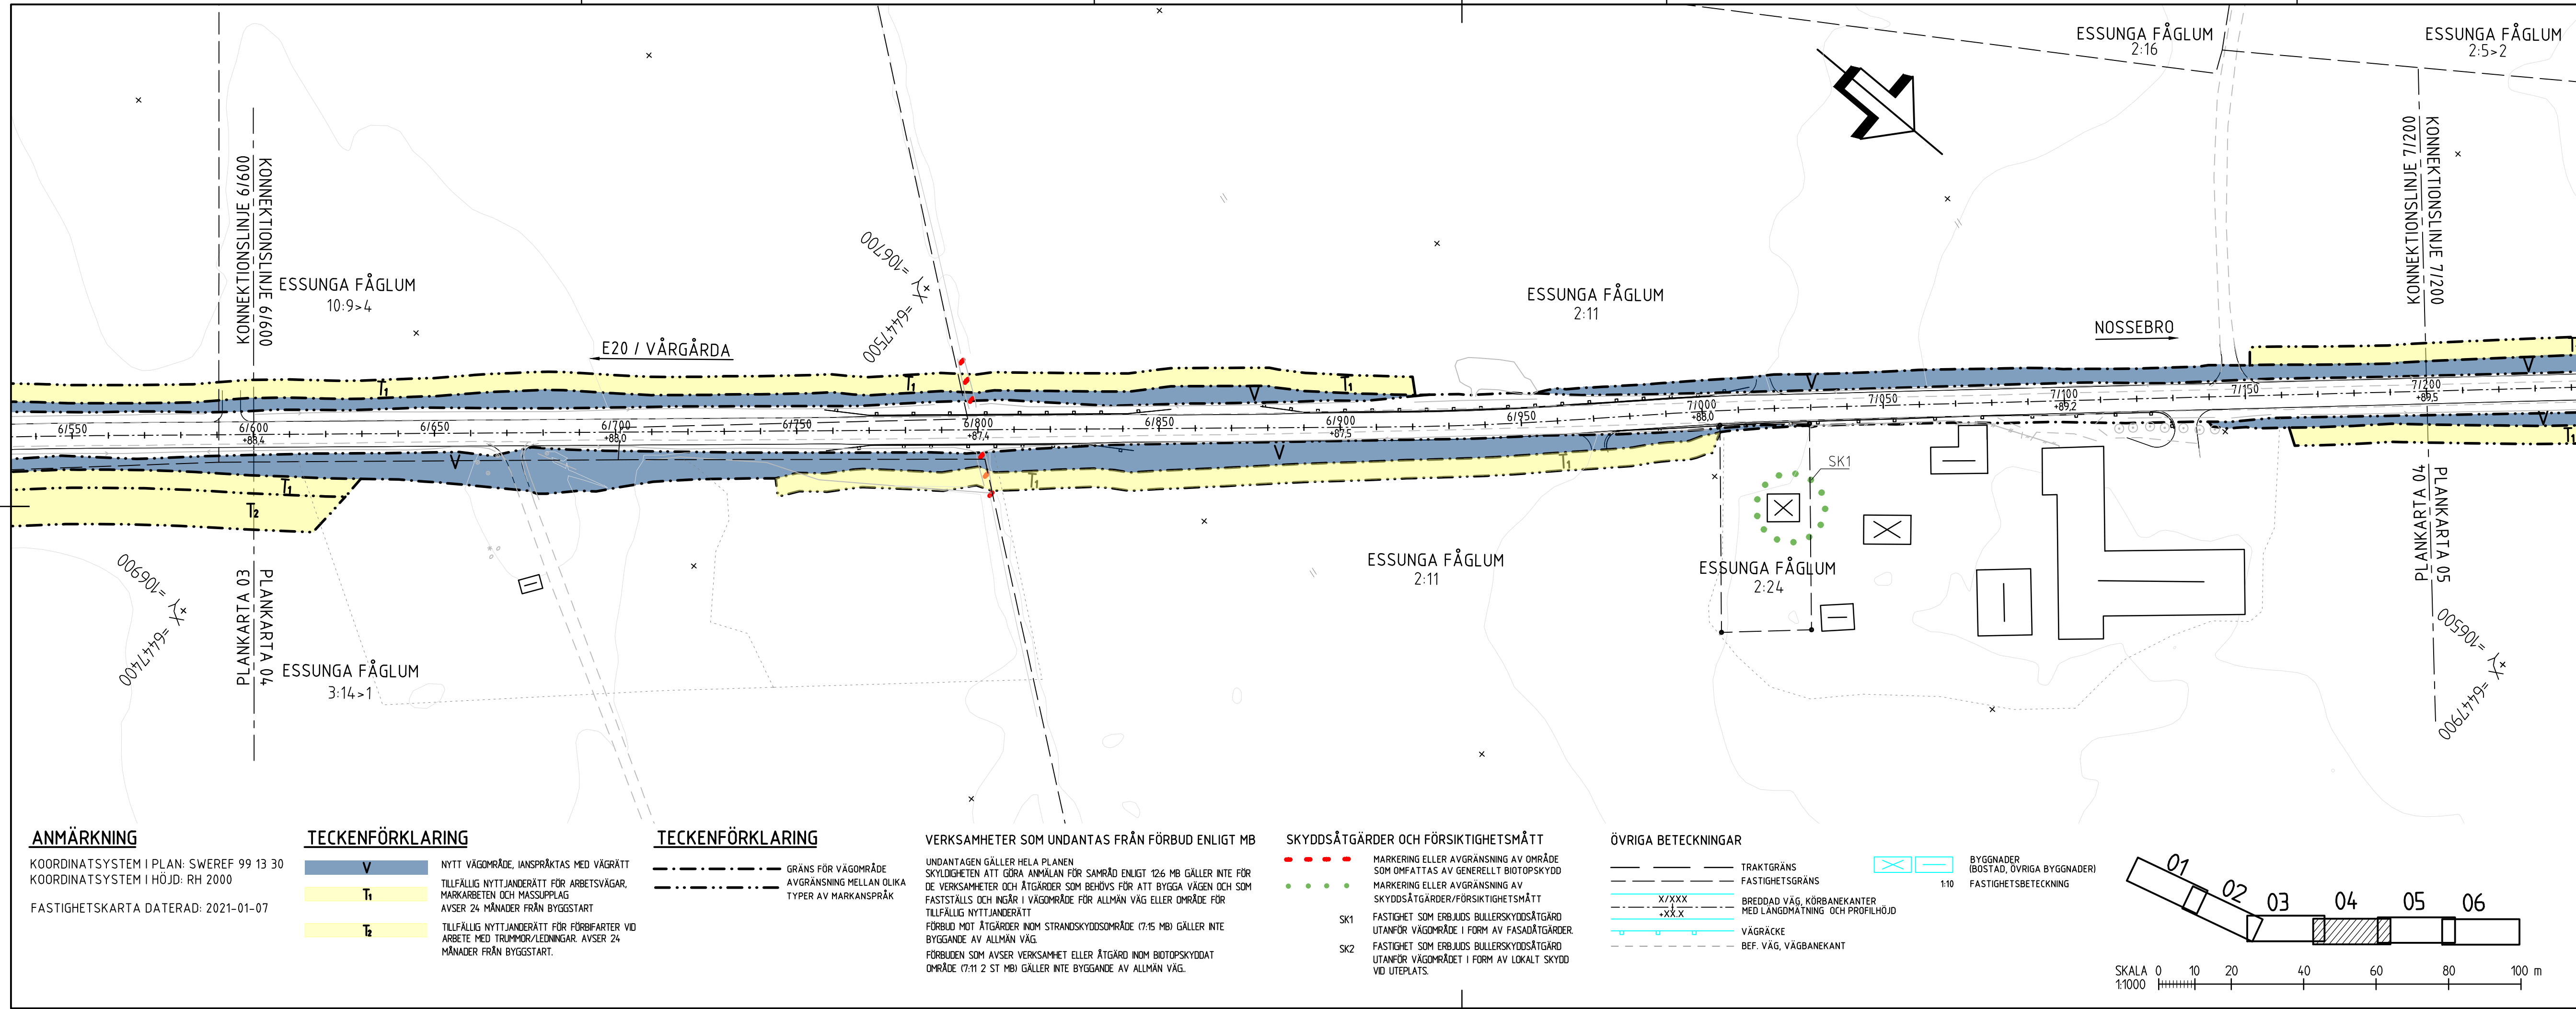 ESSUNGA FÅGLUM
2:16
ESSUNGA FÅGLUM
2:5>2
KONNEKTIONSLINJE 6/600
KONNEKTIONSLINJE 6/600
KONNEKTIONSLINJE 7/200
KONNEKTIONSLINJE 7/200
ESSUNGA FÅGLUM
10:9>4
Y =106700
X =6447500
ESSUNGA FÅGLUM
2:11
NOSSEBRO
E20 / VÅRGÅRDA
T1
T1
T1
V
V
V
6/550
6/600
+88,4
6/650
6/700
+88,0
6/750
6/800
+87,4
6/850
6/900
+87,5
6/950
7/000
+88,0
7/050
7/100
+89,2
7/150
7/200
+89,5
V
V
V
T1
T1
T1
T1
T2
SK1
PLANKARTA 03
PLANKARTA 04
PLANKARTA 04
PLANKARTA 05
Y =106900
X =6447400
ESSUNGA FÅGLUM
2:11
ESSUNGA FÅGLUM
2:24
Y =106500
X =6447900
ESSUNGA FÅGLUM
3:14>1
ANMÄRKNING
KOORDINATSYSTEM I PLAN: SWEREF 99 13 30
KOORDINATSYSTEM I HÖJD: RH 2000
FASTIGHETSKARTA DATERAD: 2021-01-07
TECKENFÖRKLARING
V
NYTT VÄGOMRÅDE, IANSPRÅKTAS MED VÄGRÄTT
T1
TILLFÄLLIG NYTTJANDERÄTT FÖR ARBETSVÄGAR,
MARKARBETEN OCH MASSUPPLAG
AVSER 24 MÅNADER FRÅN BYGGSTART
T2
TILLFÄLLIG NYTTJANDERÄTT FÖR FÖRBIFARTER VID
ARBETE MED TRUMMOR/LEDNINGAR. AVSER 24
MÅNADER FRÅN BYGGSTART.
TECKENFÖRKLARING
GRÄNS FÖR VÄGOMRÅDE
AVGRÄNSNING MELLAN OLIKA
TYPER AV MARKANSPRÅK
VERKSAMHETER SOM UNDANTAS FRÅN FÖRBUD ENLIGT MB
UNDANTAGEN GÄLLER HELA PLANEN
SKYLDIGHETEN ATT GÖRA ANMÄLAN FÖR SAMRÅD ENLIGT 12:6 MB GÄLLER INTE FÖR
DE VERKSAMHETER OCH ÅTGÄRDER SOM BEHÖVS FÖR ATT BYGGA VÄGEN OCH SOM
FASTSTÄLLS OCH INGÅR I VÄGOMRÅDE FÖR ALLMÄN VÄG ELLER OMRÅDE FÖR
TILLFÄLLIG NYTTJANDERÄTT
FÖRBUD MOT ÅTGÄRDER INOM STRANDSKYDDSOMRÅDE (7:15 MB) GÄLLER INTE
BYGGANDE AV ALLMÄN VÄG.
FÖRBUDEN SOM AVSER VERKSAMHET ELLER ÅTGÄRD INOM BIOTOPSKYDDAT
OMRÅDE (7:11 2 ST MB) GÄLLER INTE BYGGANDE AV ALLMÄN VÄG..
SKYDDSÅTGÄRDER OCH FÖRSIKTIGHETSMÅTT
MARKERING ELLER AVGRÄNSNING AV OMRÅDE
SOM OMFATTAS AV GENERELLT BIOTOPSKYDD
MARKERING ELLER AVGRÄNSNING AV
SKYDDSÅTGÄRDER/FÖRSIKTIGHETSMÅTT
SK1
FASTIGHET SOM ERBJUDS BULLERSKYDDSÅTGÄRD
UTANFÖR VÄGOMRÅDE I FORM AV FASADÅTGÄRDER.
SK2
FASTIGHET SOM ERBJUDS BULLERSKYDDSÅTGÄRD
UTANFÖR VÄGOMRÅDET I FORM AV LOKALT SKYDD
VID UTEPLATS.
ÖVRIGA BETECKNINGAR
TRAKTGRÄNS
FASTIGHETSGRÄNS
X/XXX
+XX.X
BREDDAD VÄG, KÖRBANEKANTER
MED LÄNGDMÄTNING OCH PROFILHÖJD
VÄGRÄCKE
BEF. VÄG, VÄGBANEKANT
BYGGNADER
(BOSTAD, ÖVRIGA BYGGNADER)
1:10
FASTIGHETSBETECKNING
01
02
03
04
05
06
SKALA 0 10 20 40 60 80 100 m
1:1000